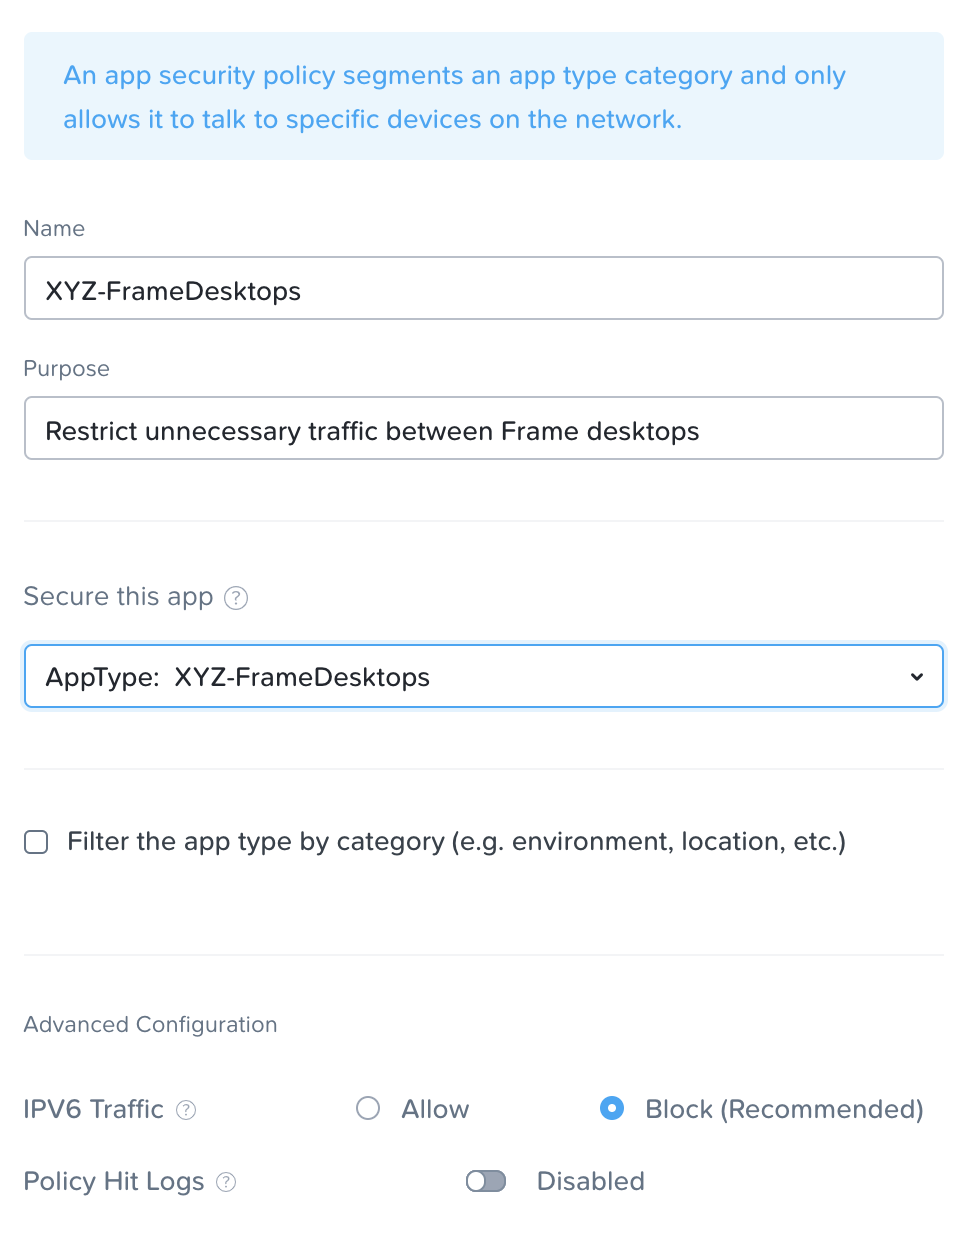 An app security policy segments an app type category and only
allows it to talk to specific devices on the network.
Name
XYZ-FrameDesktops
Purpose
Restrict unnecessary traffic between Frame desktops
Secure this app ?
AppType: XYZ-FrameDesktops
Filter the app type by category (e.g. environment, location, etc.)
Advanced Configuration
IPV6 Traffic ? Allow Block (Recommended)
Policy Hit Logs ? Disabled